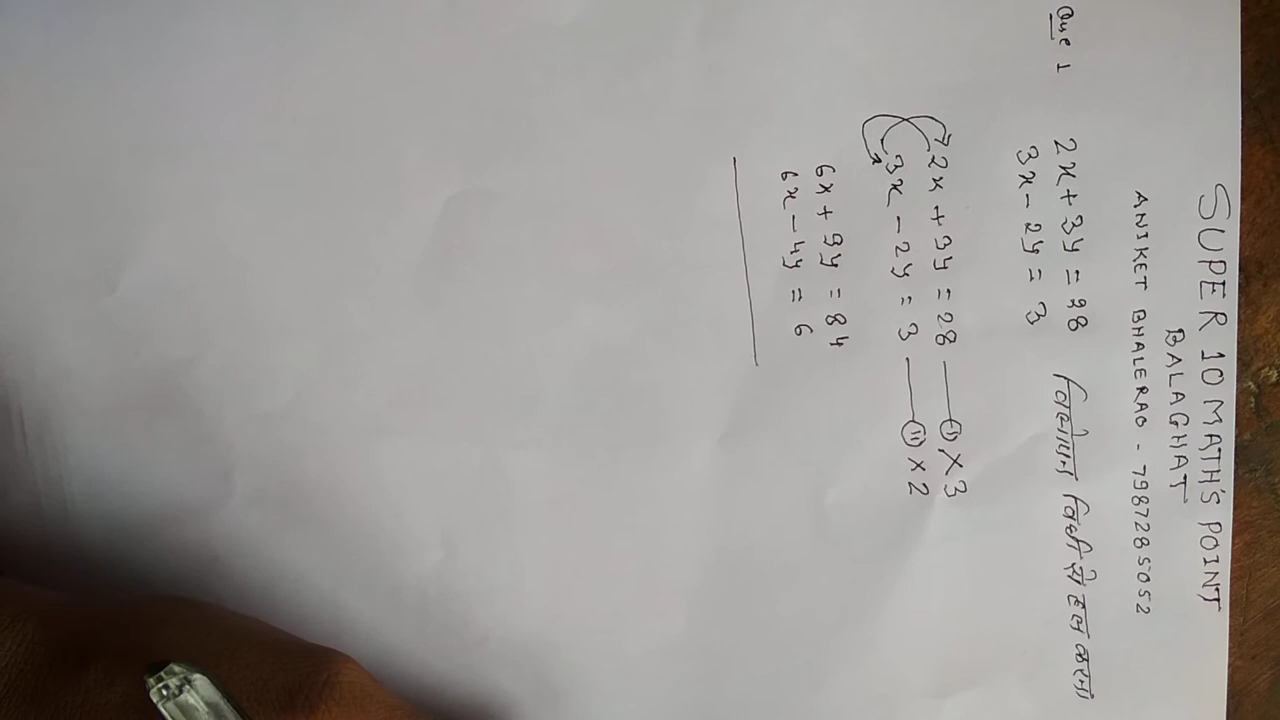 SUPER 10 MATH'S POINT
BALAGHAT
ANIKET BHALERAO - 7987285052
Que 1 2x + 3y = 28 विलोपन विधी से हल करना
3x - 2y = 3
2x + 3y = 28 —— (i) × 3
3x - 2y = 3 —— (ii) × 2
6x + 9y = 84
6x - 4y = 6